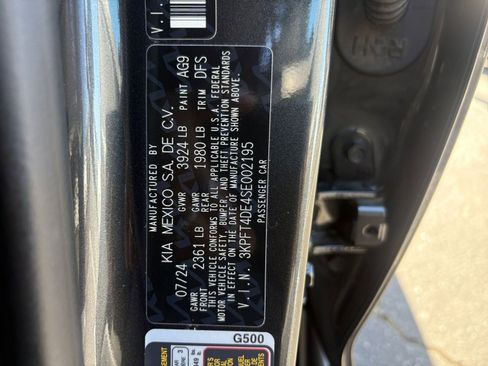 MANUFACTURED BY
KIA MEXICO S.A. DE C.V.
07/24 GVWR 3924 LB PAINT AG9
GAWR FRONT 2361 LB GAWR REAR 1980 LB TRIM DFS
THIS VEHICLE CONFORMS TO ALL APPLICABLE U.S.A. FEDERAL
MOTOR VEHICLE SAFETY, BUMPER, AND THEFT PREVENTION STANDARDS
IN EFFECT ON THE DATE OF MANUFACTURE SHOWN ABOVE.
V.I.N. 3KPFT4DE4SE002195
PASSENGER CAR
V.I.
G500